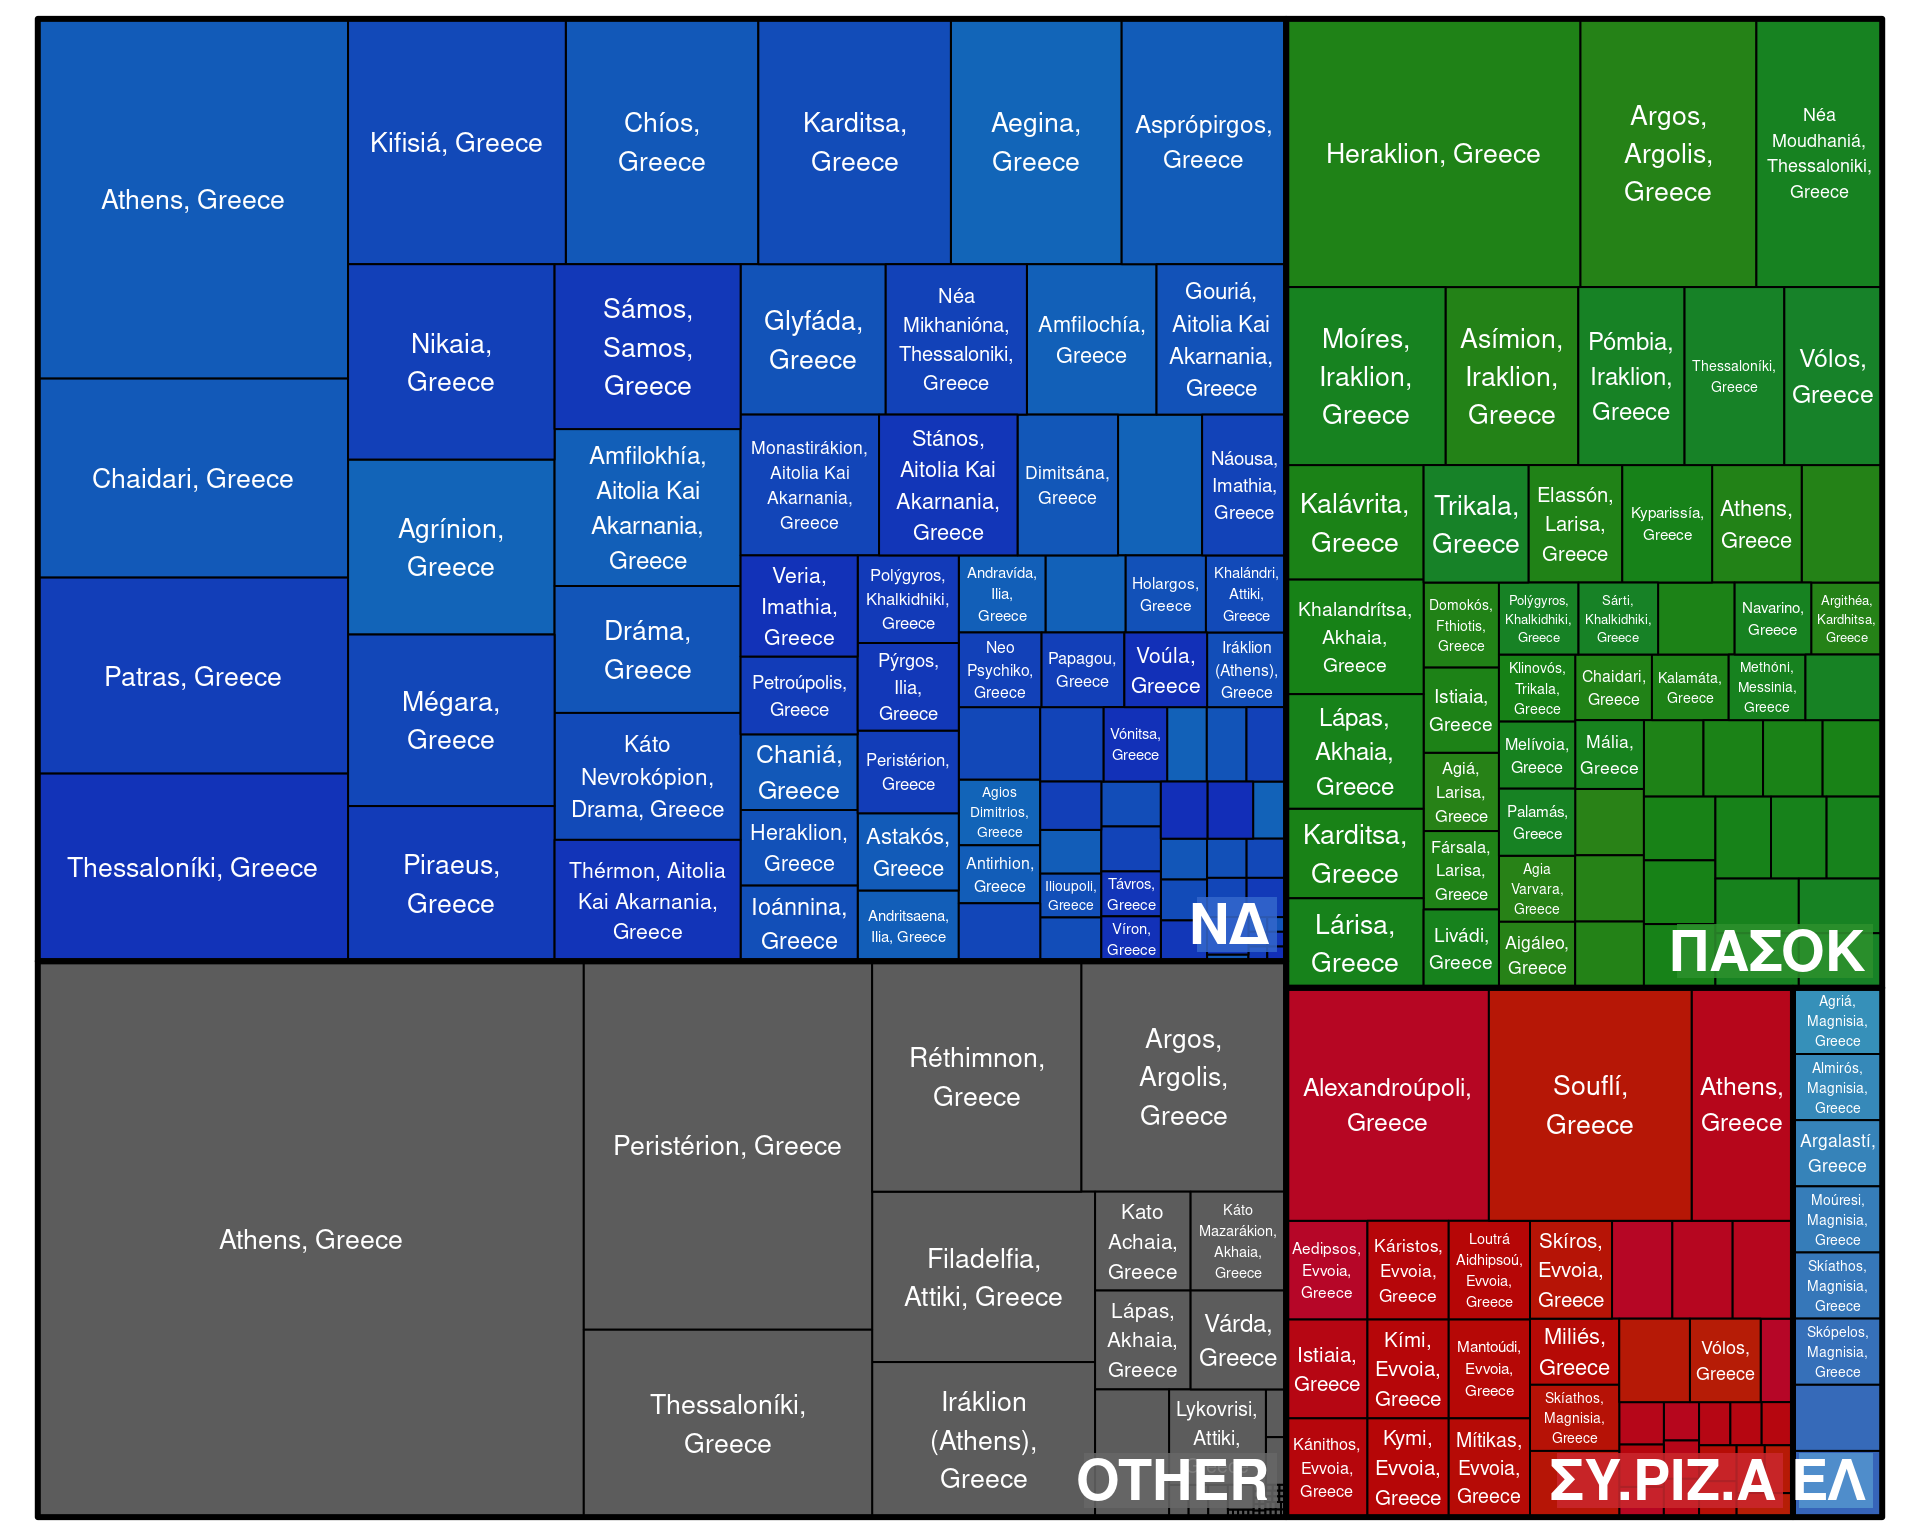 Athens, Greece
Chaidari, Greece
Patras, Greece
Thessaloníki, Greece
Kifisiá, Greece
Chíos,
Greece
Karditsa,
Greece
Aegina,
Greece
Asprópirgos,
Greece
Nikaia,
Greece
Agrínion,
Greece
Mégara,
Greece
Piraeus,
Greece
Sámos,
Samos,
Greece
Amfilokhía,
Aitolia Kai
Akarnania,
Greece
Dráma,
Greece
Káto
Nevrokópion,
Drama, Greece
Thérmon, Aitolia
Kai Akarnania,
Greece
Glyfáda,
Greece
Néa
Mikhanióna,
Thessaloniki,
Greece
Amfilochía,
Greece
Gouriá,
Aitolia Kai
Akarnania,
Greece
Monastirákion,
Aitolia Kai
Akarnania,
Greece
Stános,
Aitolia Kai
Akarnania,
Greece
Dimitsána,
Greece
Náousa,
Imathia,
Greece
Veria,
Imathia,
Greece
Petroúpolis,
Greece
Chaniá,
Greece
Heraklion,
Greece
Ioánnina,
Greece
Polýgyros,
Khalkidhiki,
Greece
Pýrgos,
Ilia,
Greece
Peristérion,
Greece
Astakós,
Greece
Andritsaena,
Ilia, Greece
Andravída,
Ilia,
Greece
Holargos,
Greece
Khalándri,
Attiki,
Greece
Neo
Psychiko,
Greece
Papagou,
Greece
Voúla,
Greece
Iráklion
(Athens),
Greece
Vónitsa,
Greece
Agios
Dimitrios,
Greece
Antirhion,
Greece
Ilioupoli,
Greece
Távros,
Greece
Víron,
Greece
ΝΔ
Heraklion, Greece
Argos,
Argolis,
Greece
Néa
Moudhaniá,
Thessaloniki,
Greece
Moíres,
Iraklion,
Greece
Asímion,
Iraklion,
Greece
Pómbia,
Iraklion,
Greece
Thessaloníki,
Greece
Vólos,
Greece
Kalávrita,
Greece
Khalandrítsa,
Akhaia,
Greece
Lápas,
Akhaia,
Greece
Karditsa,
Greece
Lárisa,
Greece
Trikala,
Greece
Elassón,
Larisa,
Greece
Kyparissía,
Greece
Athens,
Greece
Domokós,
Fthiotis,
Greece
Istiaia,
Greece
Agiá,
Larisa,
Greece
Fársala,
Larisa,
Greece
Livádi,
Greece
Polýgyros,
Khalkidhiki,
Greece
Sárti,
Khalkidhiki,
Greece
Navarino,
Greece
Argithéa,
Kardhitsa,
Greece
Klinovós,
Trikala,
Greece
Chaidari,
Greece
Kalamáta,
Greece
Methóni,
Messinia,
Greece
Melívoia,
Greece
Mália,
Greece
Palamás,
Greece
Agia
Varvara,
Greece
Aigáleo,
Greece
ΠΑΣΟΚ
Athens, Greece
Peristérion, Greece
Thessaloníki,
Greece
Réthimnon,
Greece
Argos,
Argolis,
Greece
Filadelfia,
Attiki, Greece
Iráklion
(Athens),
Greece
Kato
Achaia,
Greece
Káto
Mazarákion,
Akhaia,
Greece
Lápas,
Akhaia,
Greece
Várda,
Greece
Lykovrisi,
Attiki,
OTHER
Alexandroúpoli,
Greece
Souflí,
Greece
Athens,
Greece
Aedipsos,
Evvoia,
Greece
Káristos,
Evvoia,
Greece
Loutrá
Aidhipsoú,
Evvoia,
Greece
Skíros,
Evvoia,
Greece
Istiaia,
Greece
Kími,
Evvoia,
Greece
Mantoúdi,
Evvoia,
Greece
Miliés,
Greece
Vólos,
Greece
Skíathos,
Magnisia,
Greece
Kánithos,
Evvoia,
Greece
Kymi,
Evvoia,
Greece
Mítikas,
Evvoia,
Greece
ΣΥ.ΡΙΖ.Α
Agriá,
Magnisia,
Greece
Almirós,
Magnisia,
Greece
Argalastí,
Greece
Moúresi,
Magnisia,
Greece
Skíathos,
Magnisia,
Greece
Skópelos,
Magnisia,
Greece
ΕΛ